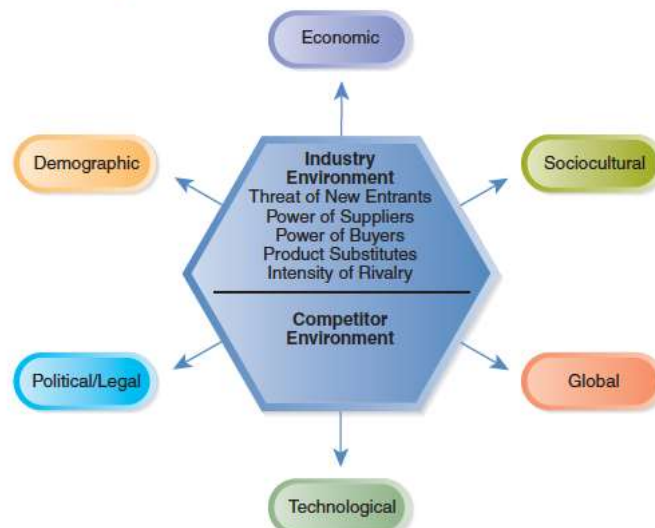 Economic
Demographic
Sociocultural
Industry
Environment
Threat of New Entrants
Power of Suppliers
Power of Buyers
Product Substitutes
Intensity of Rivalry
Competitor
Environment
Political/Legal
Global
Technological